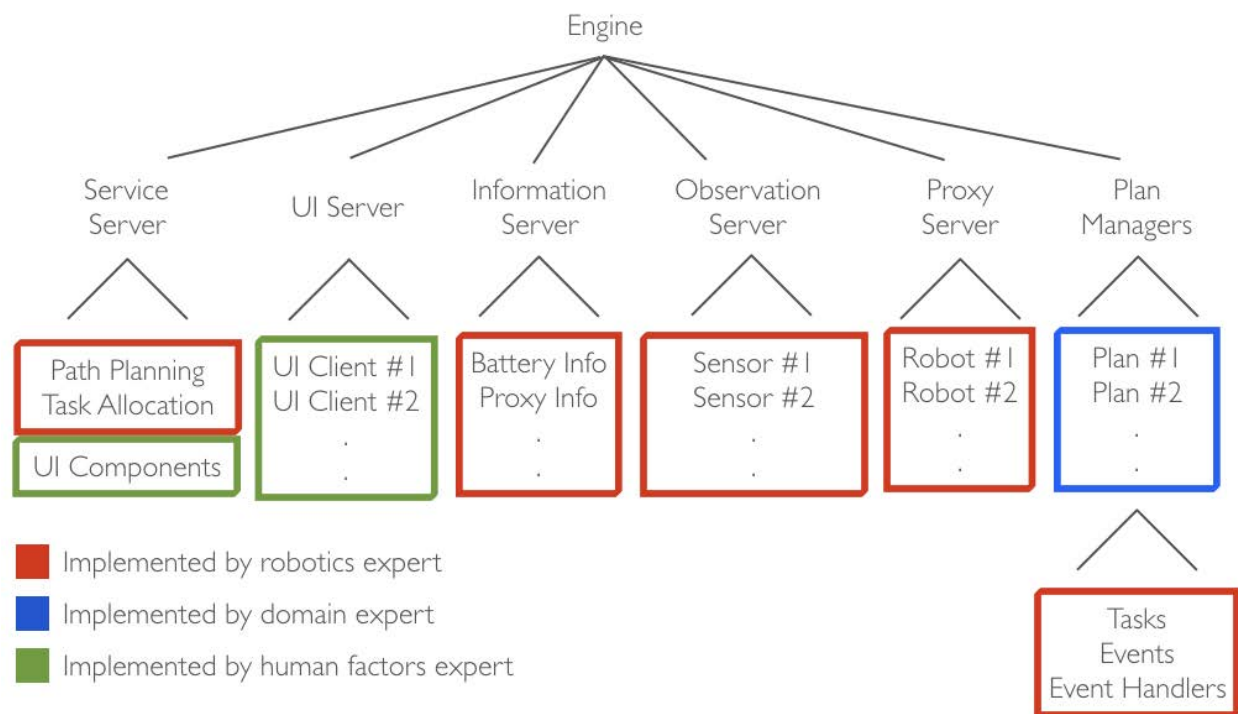 Engine
Service
Server
UI Server
Information
Server
Observation
Server
Proxy
Server
Plan
Managers
Path Planning
Task Allocation
UI Components
UI Client #1
UI Client #2
.
.
Battery Info
Proxy Info
.
.
Sensor #1
Sensor #2
.
.
Robot #1
Robot #2
.
.
Plan #1
Plan #2
.
.
Tasks
Events
Event Handlers
Implemented by robotics expert
Implemented by domain expert
Implemented by human factors expert